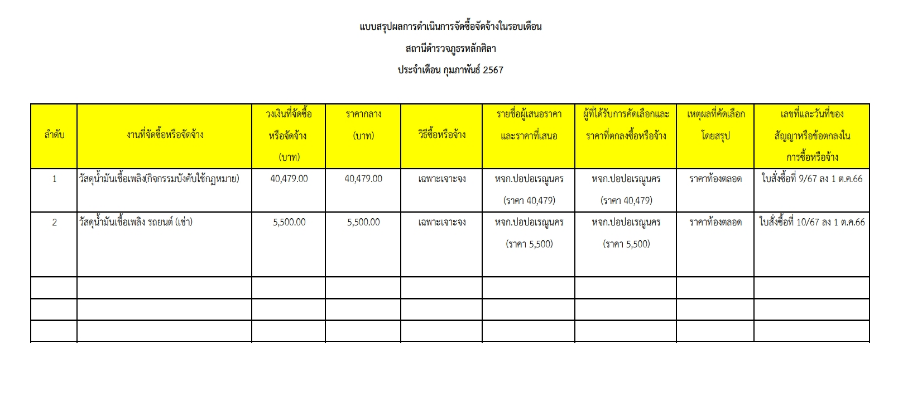 แบบสรุปผลการดำเนินการจัดซื้อจัดจ้างในรอบเดือน
สถานีตำรวจภูธรหลักศิลา
ประจำเดือน กุมภาพันธ์ 2567
ลำดับ
งานที่จัดซื้อหรือจัดจ้าง
วงเงินที่จัดซื้อ
หรือจัดจ้าง
(บาท)
ราคากลาง
(บาท)
วิธีซื้อหรือจ้าง
รายชื่อผู้เสนอราคา
และราคาที่เสนอ
ผู้ที่ได้รับการคัดเลือกและ
ราคาที่ตกลงซื้อหรือจ้าง
เหตุผลที่คัดเลือก
โดยสรุป
เลขที่และวันที่ของ
สัญญาหรือข้อตกลงใน
การซื้อหรือจ้าง
1
วัสดุน้ำมันเชื้อเพลิง(กิจกรรมบังคับใช้กฎหมาย)
40,479.00
40,479.00
เฉพาะเจาะจง
หจก.ปอปอเรณูนคร
(ราคา 40,479)
หจก.ปอปอเรณูนคร
(ราคา 40,479)
ราคาท้องตลอด
ใบสั่งซื้อที่ 9/67 ลง 1 ต.ค.66
2
วัสดุน้ำมันเชื้อเพลิง รถยนต์ (เช่า)
5,500.00
5,500.00
เฉพาะเจาะจง
หจก.ปอปอเรณูนคร
(ราคา 5,500)
หจก.ปอปอเรณูนคร
(ราคา 5,500)
ราคาท้องตลอด
ใบสั่งซื้อที่ 10/67 ลง 1 ต.ค.66